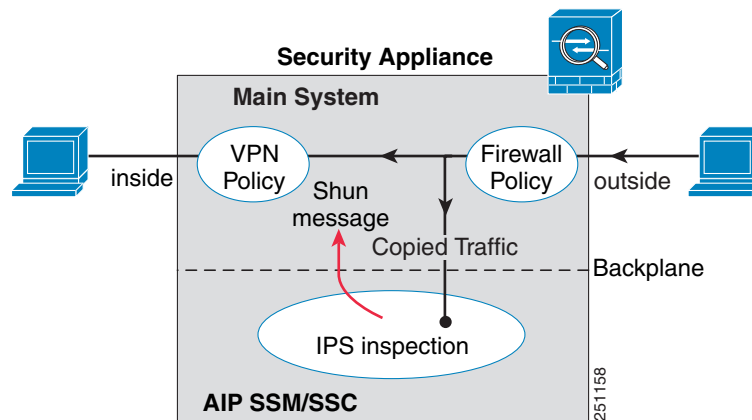 Security Appliance
Main System
VPN
Policy
Firewall
Policy
inside
outside
Shun
message
Copied Traffic
Backplane
IPS inspection
AIP SSM/SSC
251158